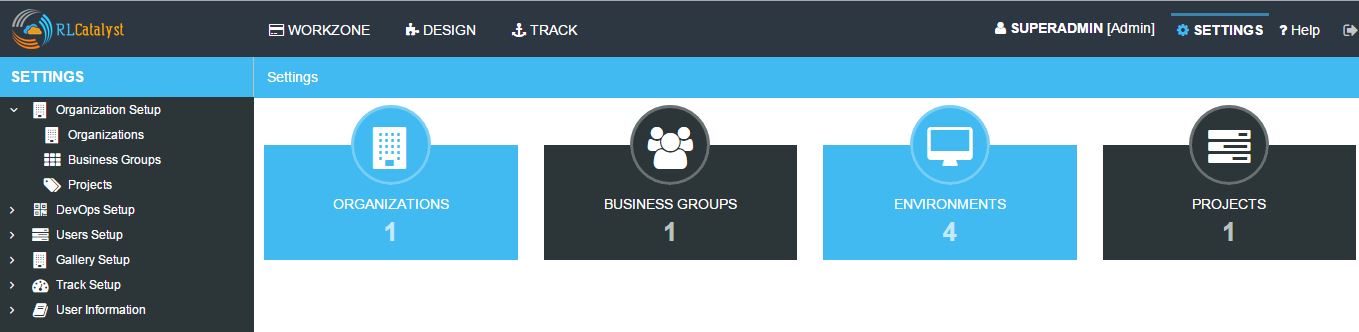 RLCatalyst
WORKZONE
DESIGN
TRACK
SUPERADMIN [Admin]
SETTINGS
? Help
SETTINGS
Settings
Organization Setup
Organizations
Business Groups
Projects
DevOps Setup
Users Setup
Gallery Setup
Track Setup
User Information
ORGANIZATIONS
1
BUSINESS GROUPS
1
ENVIRONMENTS
4
PROJECTS
1